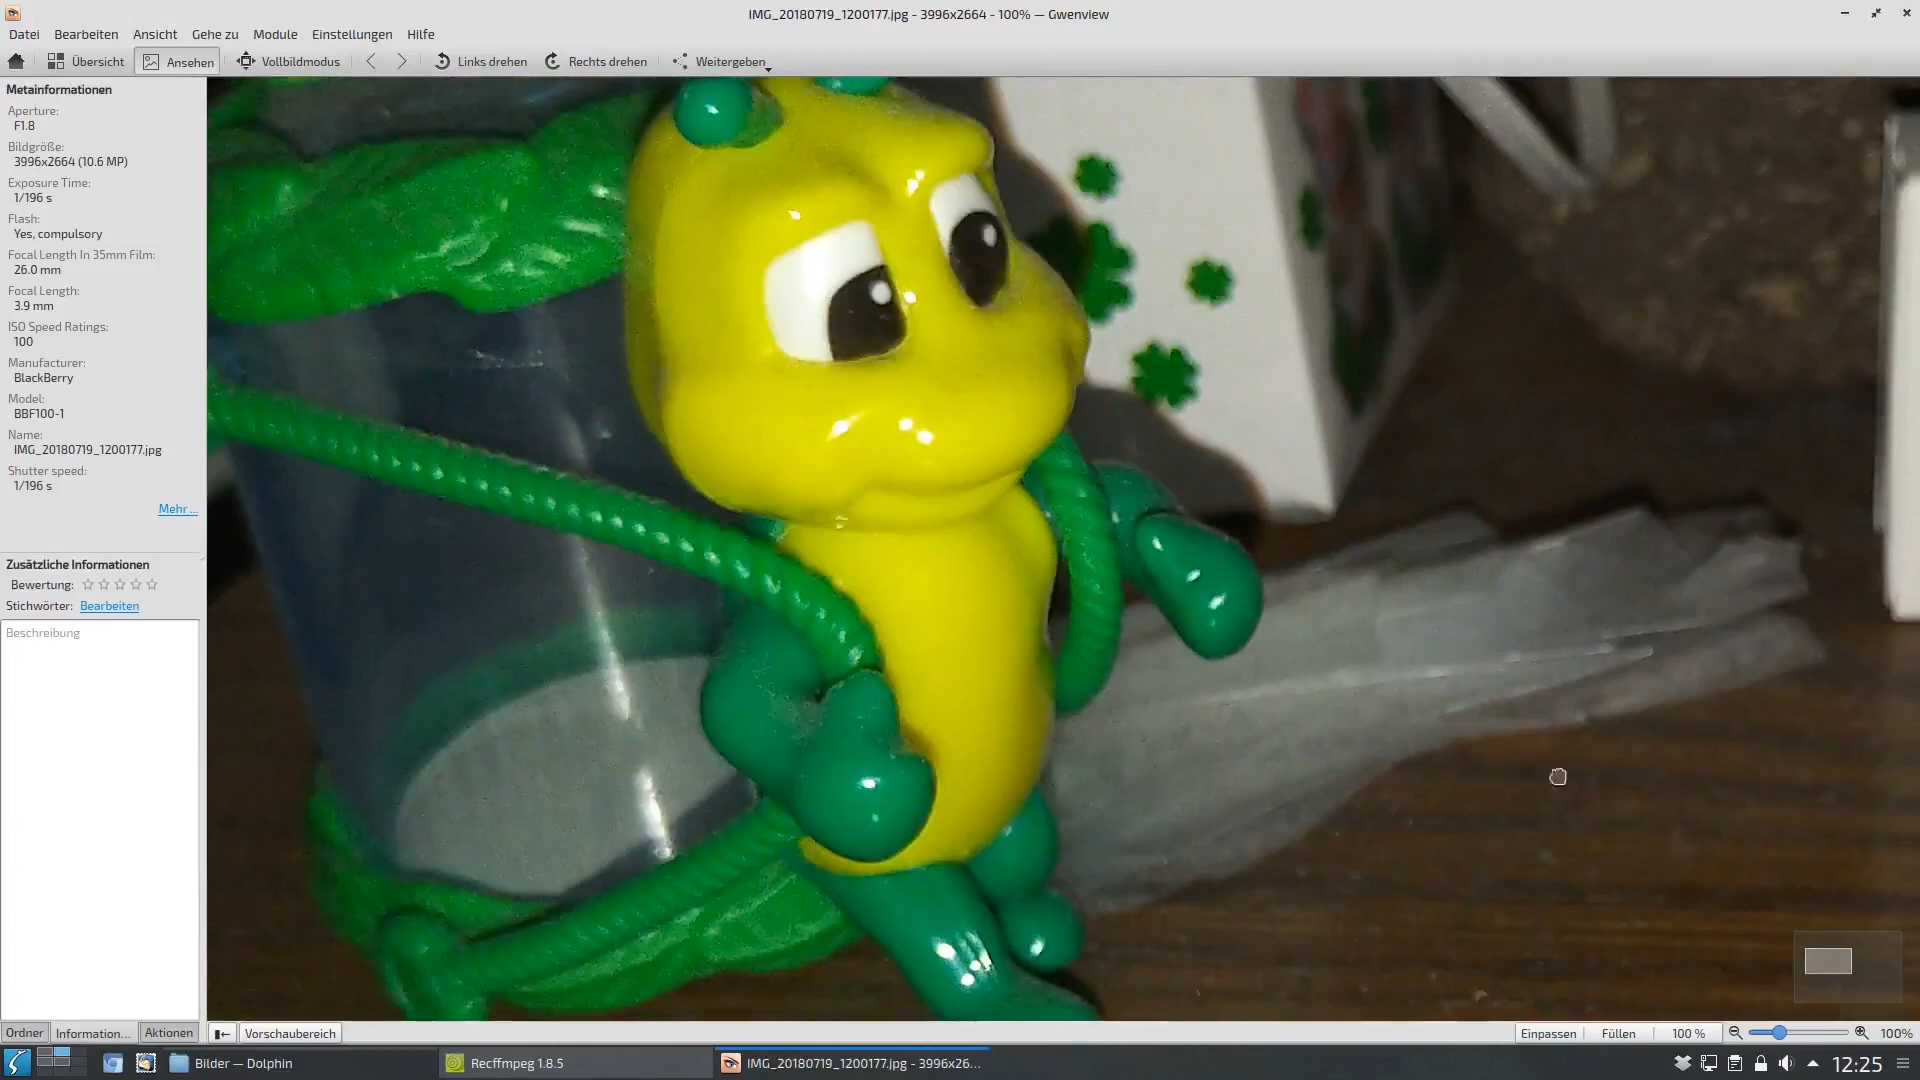 IMG_20180719_1200177.jpg - 3996x2664 - 100% — Gwenview
Datei Bearbeiten Ansicht Gehe zu Module Einstellungen Hilfe
Übersicht Ansehen Vollbildmodus Links drehen Rechts drehen Weitergeben
Metainformationen
Aperture:
F1.8
Bildgröße:
3996x2664 (10.6 MP)
Exposure Time:
1/196 s
Flash:
Yes, compulsory
Focal Length In 35mm Film:
26.0 mm
Focal Length:
3.9 mm
ISO Speed Ratings:
100
Manufacturer:
BlackBerry
Model:
BBF100-1
Name:
IMG_20180719_1200177.jpg
Shutter speed:
1/196 s
Mehr ...
Zusätzliche Informationen
Bewertung:
Stichwörter: Bearbeiten
Beschreibung
Ordner Information... Aktionen Vorschaubereich Einpassen Füllen 100 % 100%
Bilder — Dolphin Recffmpeg 1.8.5 IMG_20180719_1200177.jpg - 3996x26... 12:25